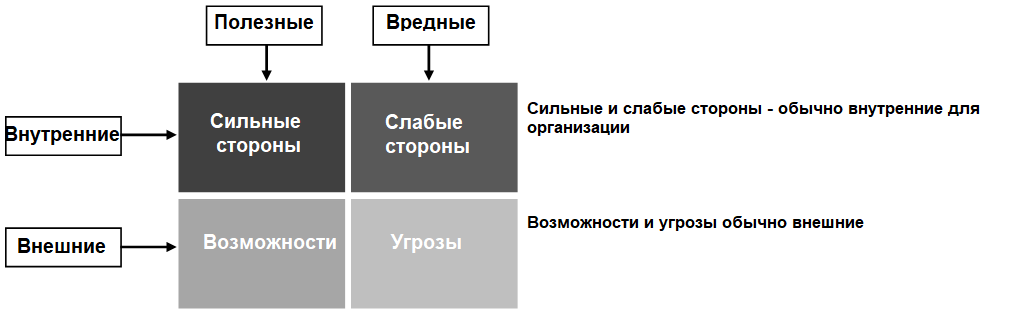 Полезные
Вредные
Внутренние
Сильные
стороны
Слабые
стороны
Сильные и слабые стороны - обычно внутренние для
организации
Внешние
Возможности
Угрозы
Возможности и угрозы обычно внешние